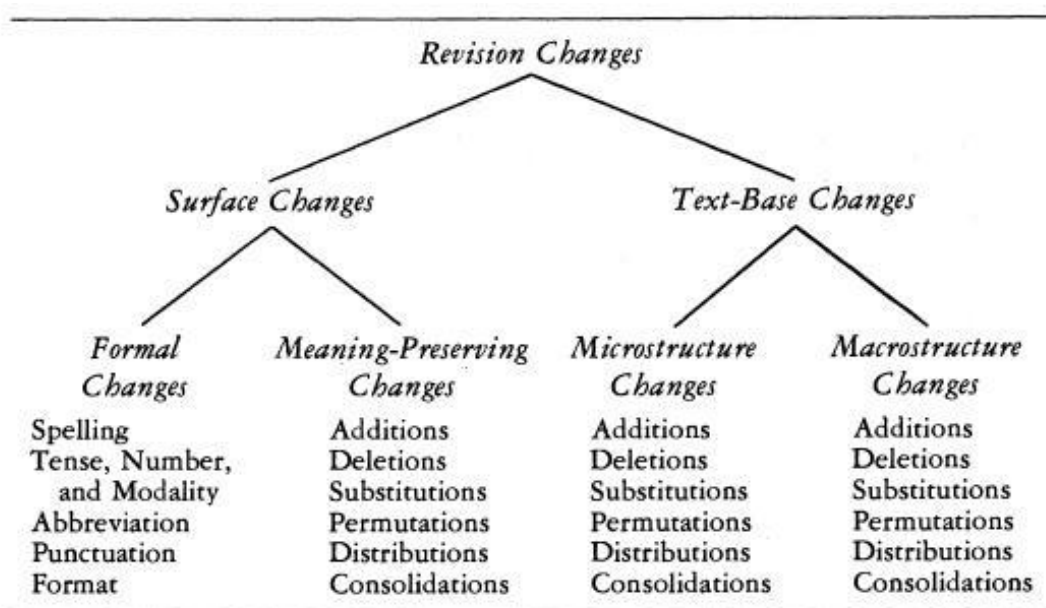 Revision Changes
Surface Changes
Text-Base Changes
Formal
Changes
Spelling
Tense, Number,
and Modality
Abbreviation
Punctuation
Format
Meaning-Preserving
Changes
Additions
Deletions
Substitutions
Permutations
Distributions
Consolidations
Microstructure
Changes
Additions
Deletions
Substitutions
Permutations
Distributions
Consolidations
Macrostructure
Changes
Additions
Deletions
Substitutions
Permutations
Distributions
Consolidations